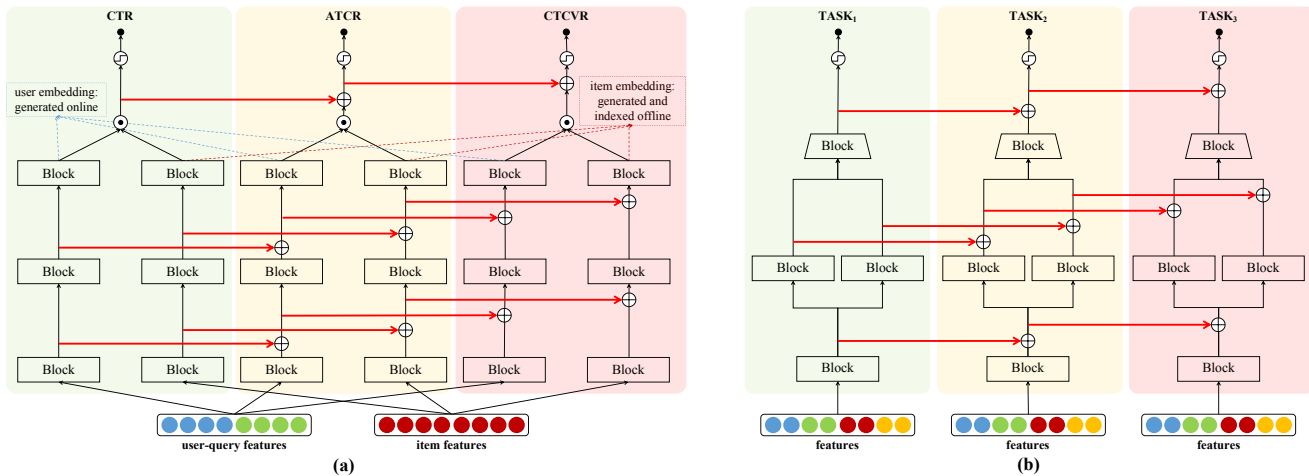 CTR ATCR CTCVR TASK₁ TASK₂ TASK₃
user embedding:
generated online
item embedding:
generated and
indexed offline
Block Block Block
Block Block Block Block Block Block
Block Block Block Block Block Block
Block Block Block Block Block Block
Block Block Block Block Block Block
Block Block Block
user-query features item features features features features
(a) (b)